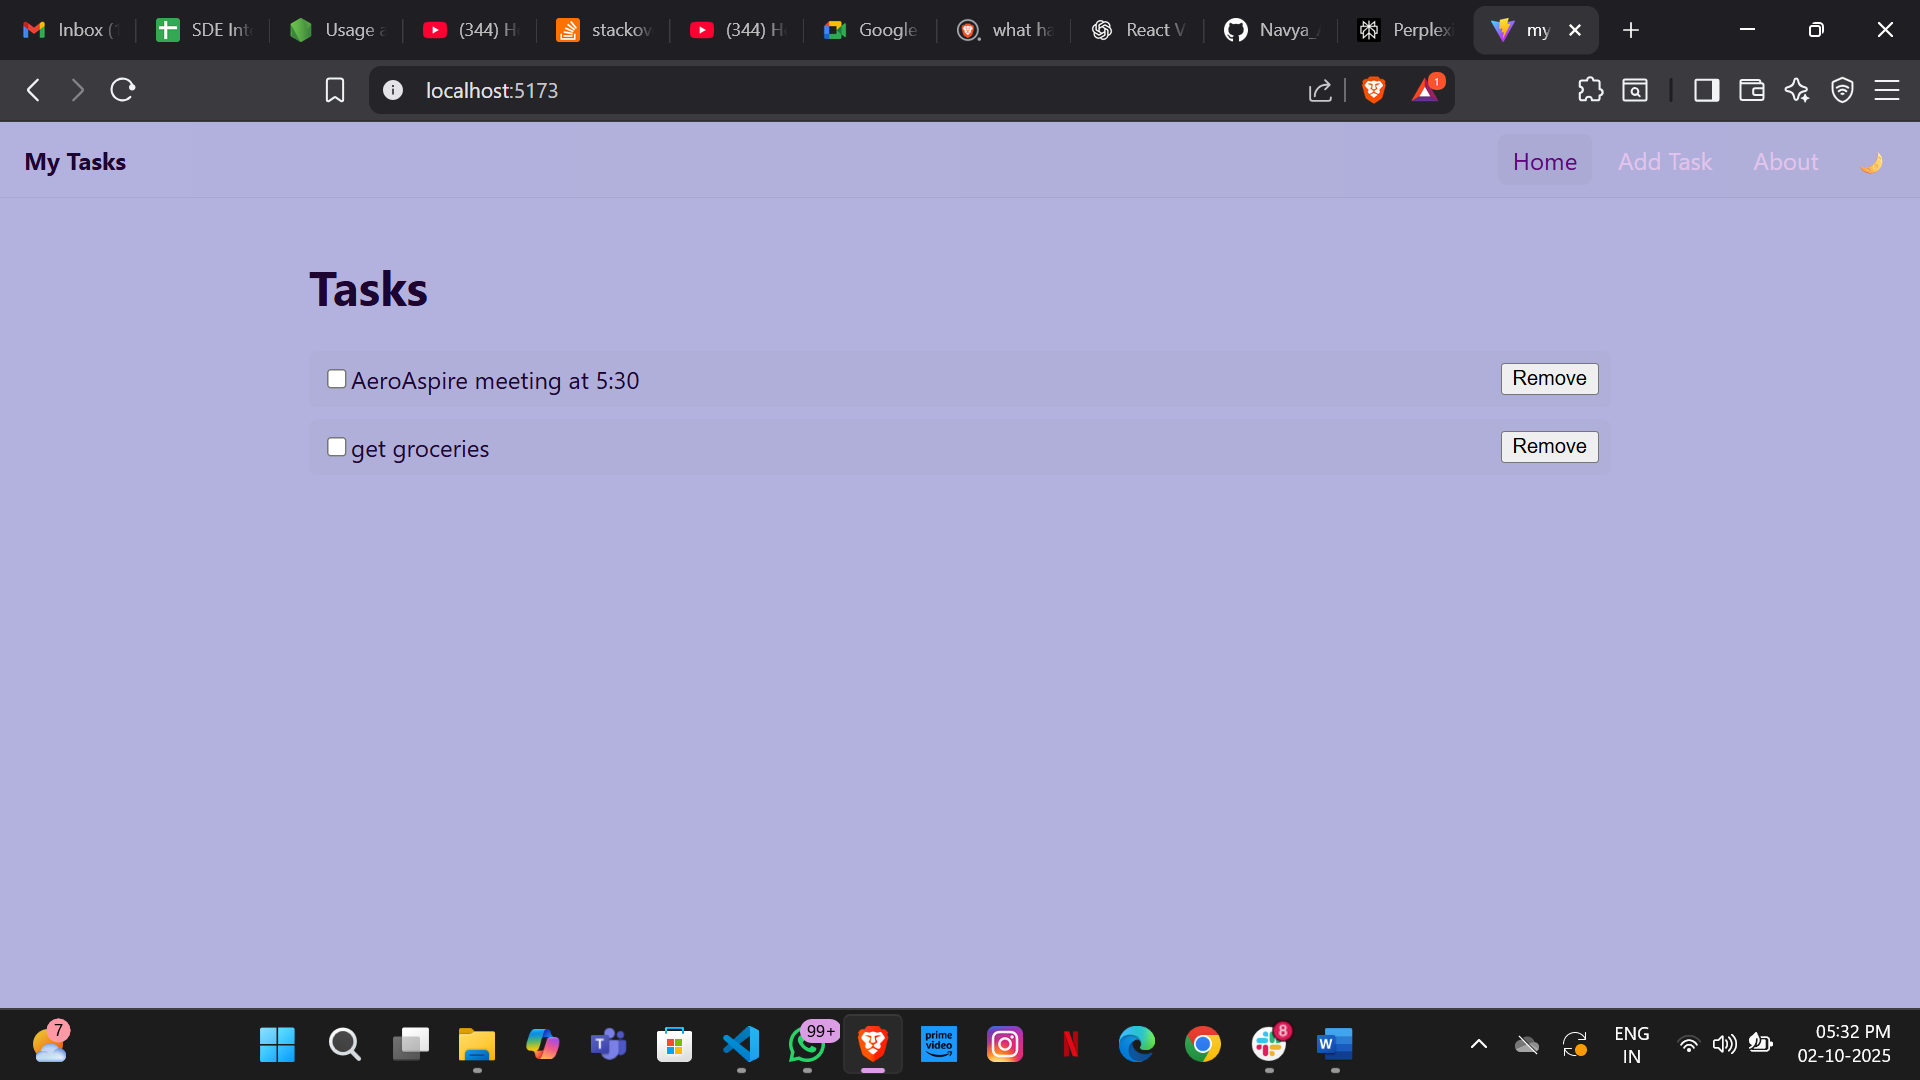 Inbox (
SDE Int
Usage a
(344) H
stackov
(344) H
Google
what ha
React V
Navya_
Perplex
my
localhost:5173
1
My Tasks
Home
Add Task
About
Tasks
AeroAspire meeting at 5:30
Remove
get groceries
Remove
7
99+
prime video
8
ENG
IN
05:32 PM
02-10-2025